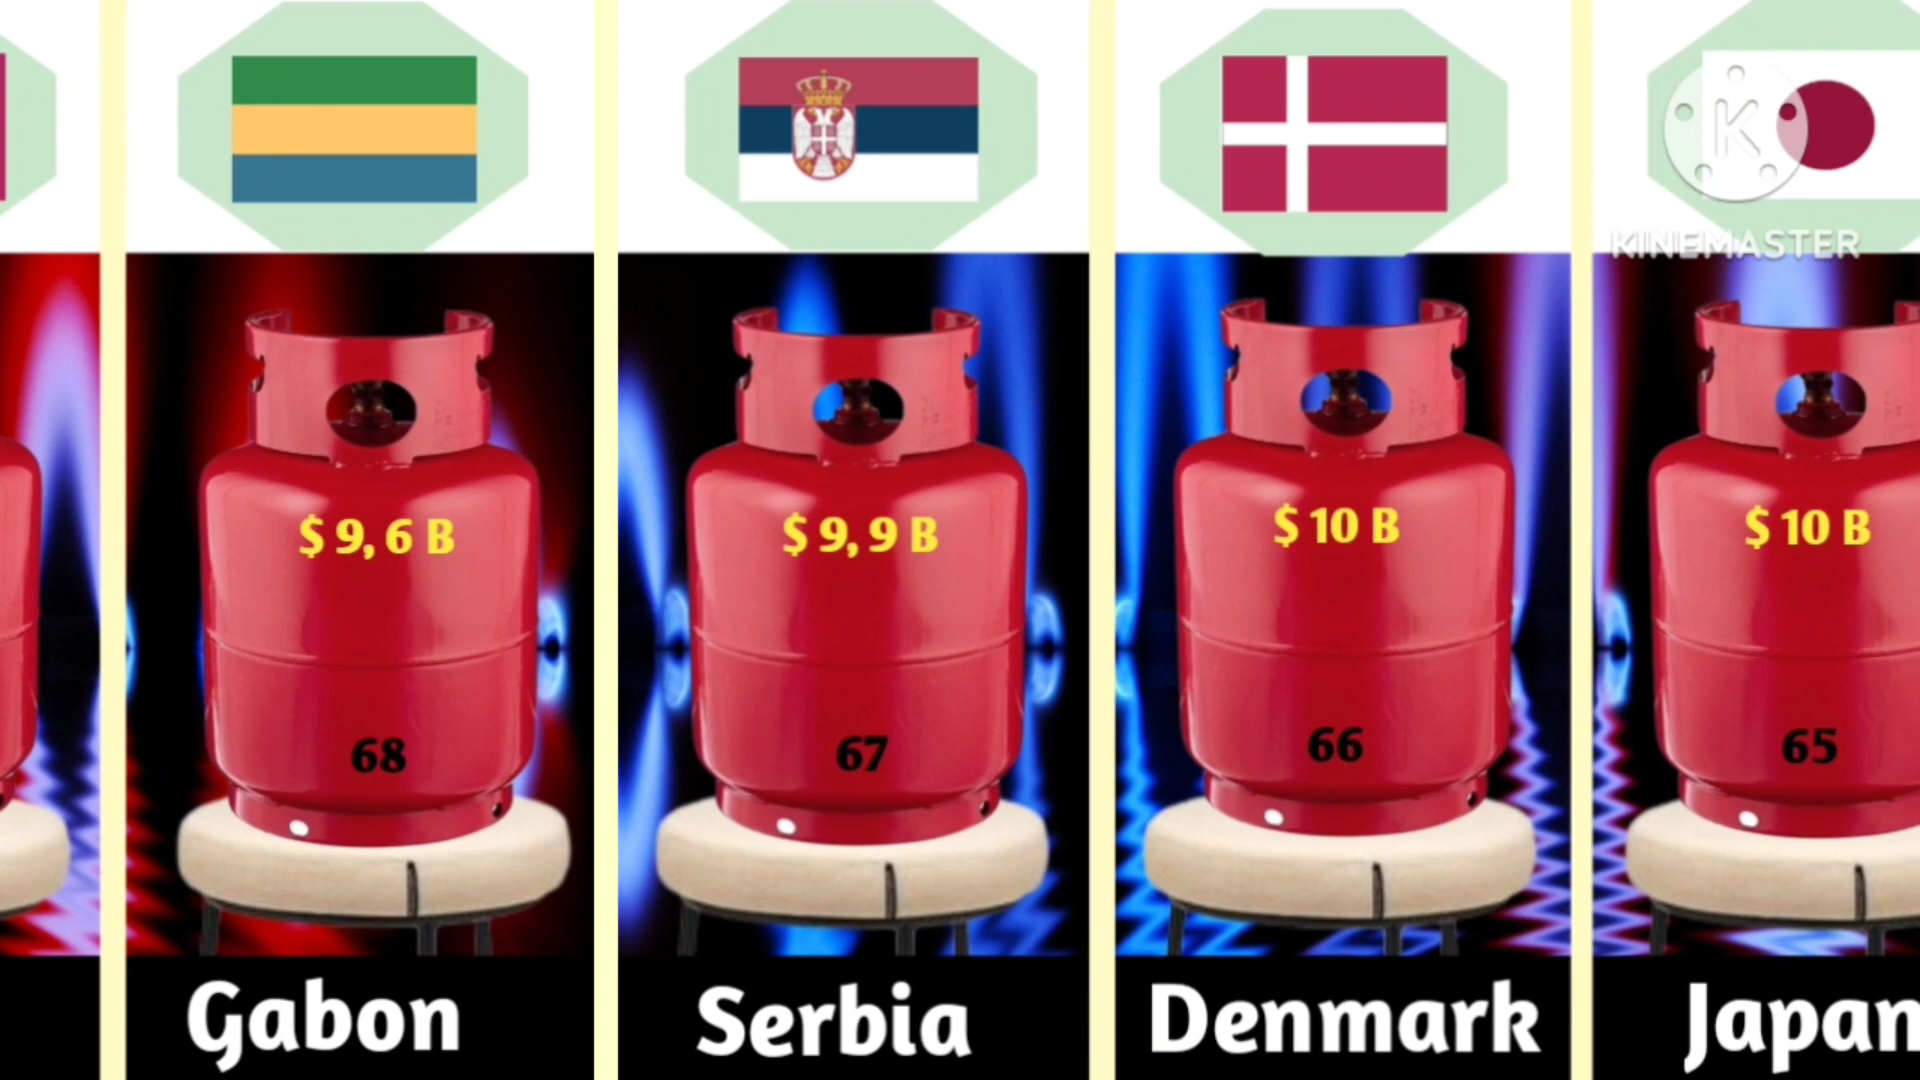 K
KINEMASTER
$ 9, 6 B
$ 9, 9 B
$ 10 B
$ 10 B
68
67
66
65
Gabon
Serbia
Denmark
Japan